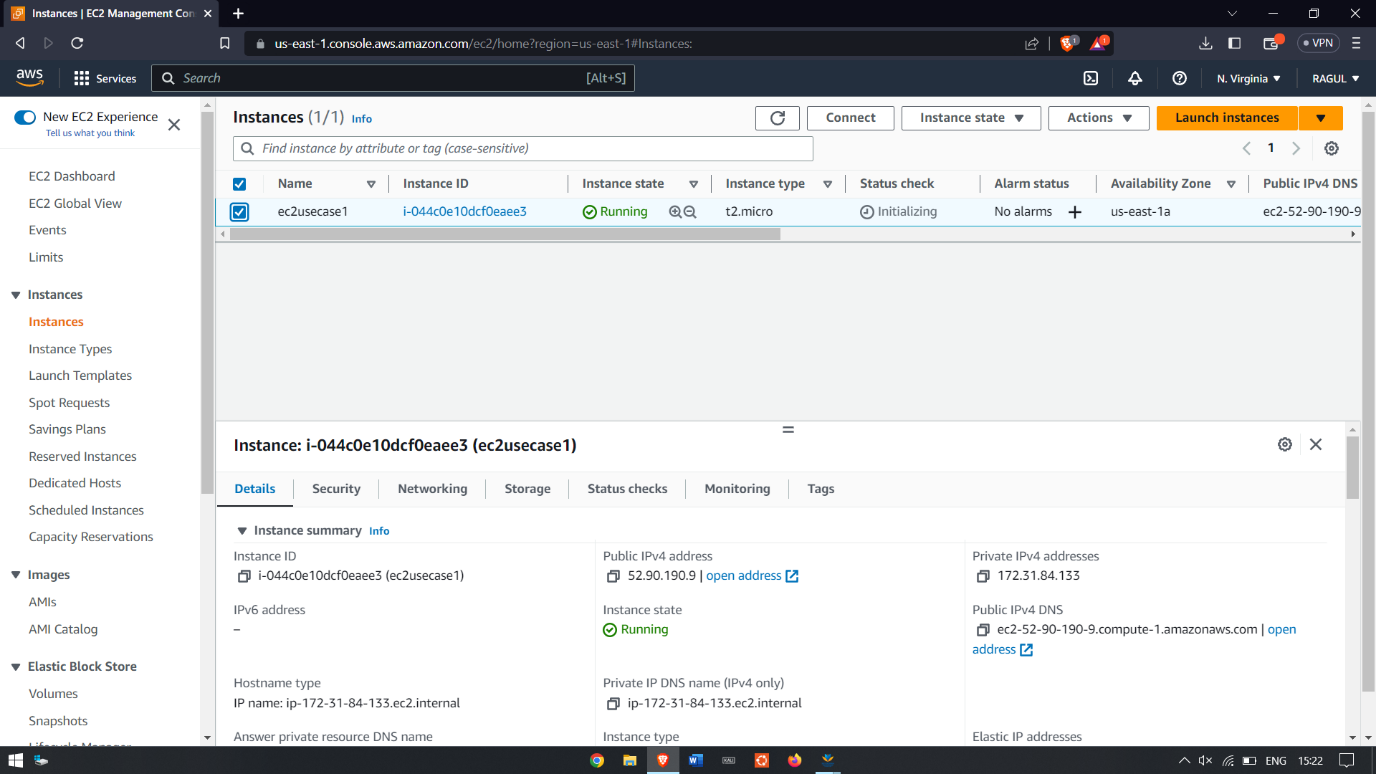 Instances | EC2 Management Con
us-east-1.console.aws.amazon.com/ec2/home?region=us-east-1#Instances:
1
1
VPN
aws
Services
Search
[Alt+S]
N. Virginia
RAGUL
New EC2 Experience
Tell us what you think
EC2 Dashboard
EC2 Global View
Events
Limits
Instances
Instances
Instance Types
Launch Templates
Spot Requests
Savings Plans
Reserved Instances
Dedicated Hosts
Scheduled Instances
Capacity Reservations
Images
AMIs
AMI Catalog
Elastic Block Store
Volumes
Snapshots
Lifecycle Manager
Instances (1/1) Info
Connect
Instance state
Actions
Launch instances
Find instance by attribute or tag (case-sensitive)
1
Name Instance ID Instance state Instance type Status check Alarm status Availability Zone Public IPv4 DNS
ec2usecase1 i-044c0e10dcf0eaee3 Running t2.micro Initializing No alarms + us-east-1a ec2-52-90-190-9
Instance: i-044c0e10dcf0eaee3 (ec2usecase1)
Details Security Networking Storage Status checks Monitoring Tags
Instance summary Info
Instance ID
i-044c0e10dcf0eaee3 (ec2usecase1)
Public IPv4 address
52.90.190.9 | open address
Private IPv4 addresses
172.31.84.133
IPv6 address
–
Instance state
Running
Public IPv4 DNS
ec2-52-90-190-9.compute-1.amazonaws.com | open
address
Hostname type
IP name: ip-172-31-84-133.ec2.internal
Private IP DNS name (IPv4 only)
ip-172-31-84-133.ec2.internal
Answer private resource DNS name
Instance type
Elastic IP addresses
ENG
15:22